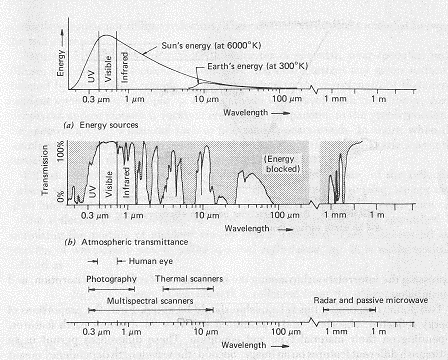 Energy
UV
Visible
Infrared
Sun's energy (at 6000°K)
Earth's energy (at 300°K)
0.3 μm 1 μm 10 μm 100 μm 1 mm 1 m
Wavelength
(a) Energy sources
Transmission
100%
0%
UV
Visible
Infrared
(Energy
blocked)
0.3 μm 1 μm 10 μm 100 μm 1 mm 1 m
Wavelength
(b) Atmospheric transmittance
Human eye
Photography Thermal scanners
Multispectral scanners Radar and passive microwave
0.3 μm 1 μm 10 μm 100 μm 1 mm 1 m
Wavelength